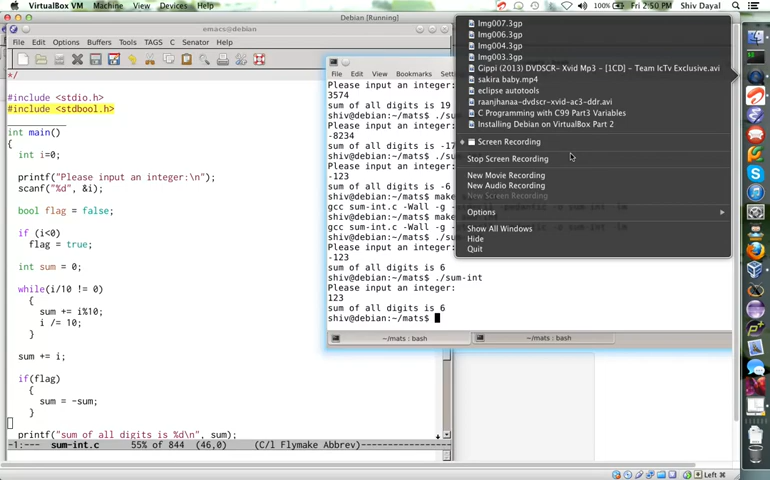 VirtualBox VM Machine View Devices Help
100% Fri 2:50 PM Shiv Dayal
Debian [Running]
emacs@debian
File Edit Options Buffers Tools TAGS C Senator Help
*/
#include <stdio.h>
#include <stdbool.h>
int main()
{
int i=0;
printf("Please input an integer:\n");
scanf("%d", &i);
bool flag = false;
if (i<0)
flag = true;
int sum = 0;
while(i/10 != 0)
{
sum += i%10;
i /= 10;
}
sum += i;
if(flag)
{
sum = -sum;
}
printf("sum of all digits is %d\n", sum);
-1:--- sum-int.c 55% of 844 (46,0) (C/l Flymake Abbrev)
File Edit View Bookmarks
Please input an integer:
3574
sum of all digits is 19
shiv@debian:~/mats$
-8234
sum of all digits is -17
shiv@debian:~/mats$
Please input an integer:
-123
sum of all digits is -6
shiv@debian:~/mats$ make
gcc sum-int.c -Wall -g
shiv@debian:~/mats$
gcc sum-int.c -Wall -g
shiv@debian:~/mats$
Please input an integer:
-123
sum of all digits is 6
shiv@debian:~/mats$ ./sum-int
Please input an integer:
123
sum of all digits is 6
shiv@debian:~/mats$
~/mats : bash
~/mats : bash
Img007.3gp
Img006.3gp
Img004.3gp
Img003.3gp
Gippi (2013) DVDSCR- Xvid Mp3 - [1CD] - Team IcTv Exclusive.avi
sakira baby.mp4
eclipse autotools
raanjhanaa-dvdscr-xvid-ac3-ddr.avi
C Programming with C99 Part3 Variables
Installing Debian on VirtualBox Part 2
Screen Recording
Stop Screen Recording
New Movie Recording
New Audio Recording
New Screen Recording
Options
Show All Windows
Hide
Quit
Left ⌘